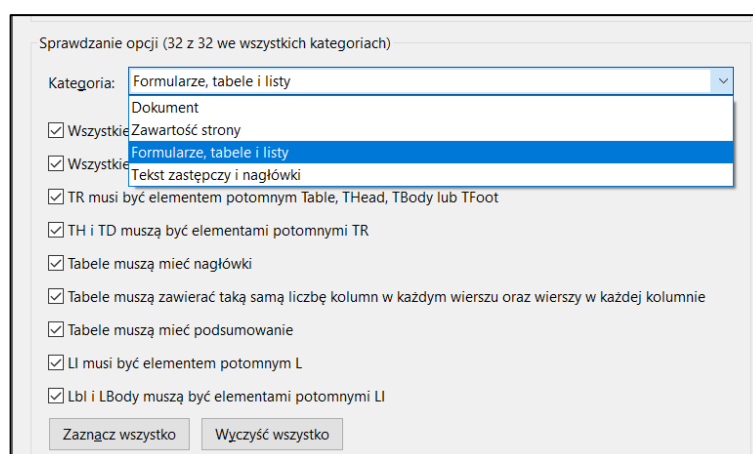 Sprawdzanie opcji (32 z 32 we wszystkich kategoriach)
Kategoria: Formularze, tabele i listy
Dokument
Wszystkie Zawartość strony
Formularze, tabele i listy
Wszystkie Tekst zastępczy i nagłówki
TR musi być elementem potomnym Table, THead, TBody lub TFoot
TH i TD muszą być elementami potomnymi TR
Tabele muszą mieć nagłówki
Tabele muszą zawierać taką samą liczbę kolumn w każdym wierszu oraz wierszy w każdej kolumnie
Tabele muszą mieć podsumowanie
LI musi być elementem potomnym L
Lbl i LBody muszą być elementami potomnymi LI
Zaznącz wszystko Wyczyść wszystko